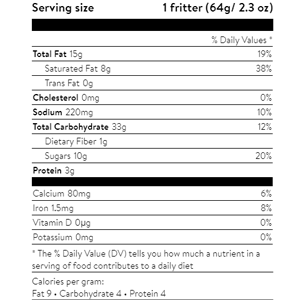 Serving size 1 fritter (64g/ 2.3 oz)
% Daily Values *
Total Fat 15g 19%
Saturated Fat 8g 38%
Trans Fat 0g
Cholesterol 0mg 0%
Sodium 220mg 10%
Total Carbohydrate 33g 12%
Dietary Fiber 1g
Sugars 10g 20%
Protein 3g
Calcium 80mg 6%
Iron 1.5mg 8%
Vitamin D 0µg 0%
Potassium 0mg 0%
* The % Daily Value (DV) tells you how much a nutrient in a
serving of food contributes to a daily diet
Calories per gram:
Fat 9 • Carbohydrate 4 • Protein 4